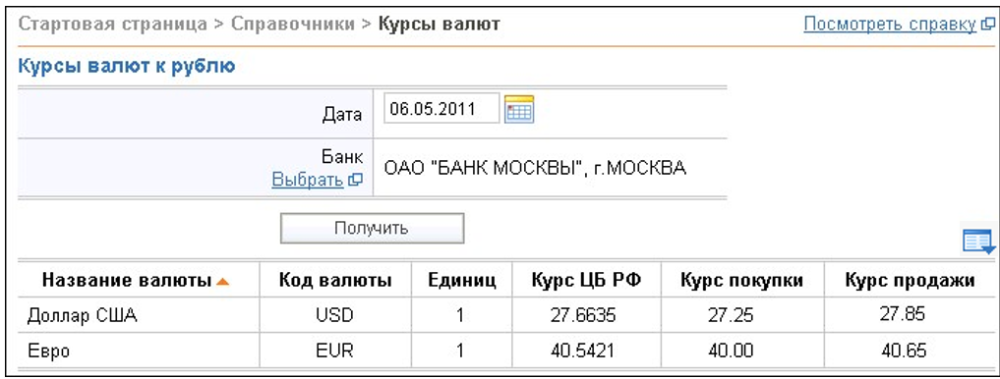 Стартовая страница > Справочники > Курсы валют Посмотреть справку
Курсы валют к рублю
Дата 06.05.2011
Банк
Выбрать ОАО "БАНК МОСКВЫ", г.МОСКВА
Получить
Название валюты Код валюты Единиц Курс ЦБ РФ Курс покупки Курс продажи
Доллар США USD 1 27.6635 27.25 27.85
Евро EUR 1 40.5421 40.00 40.65